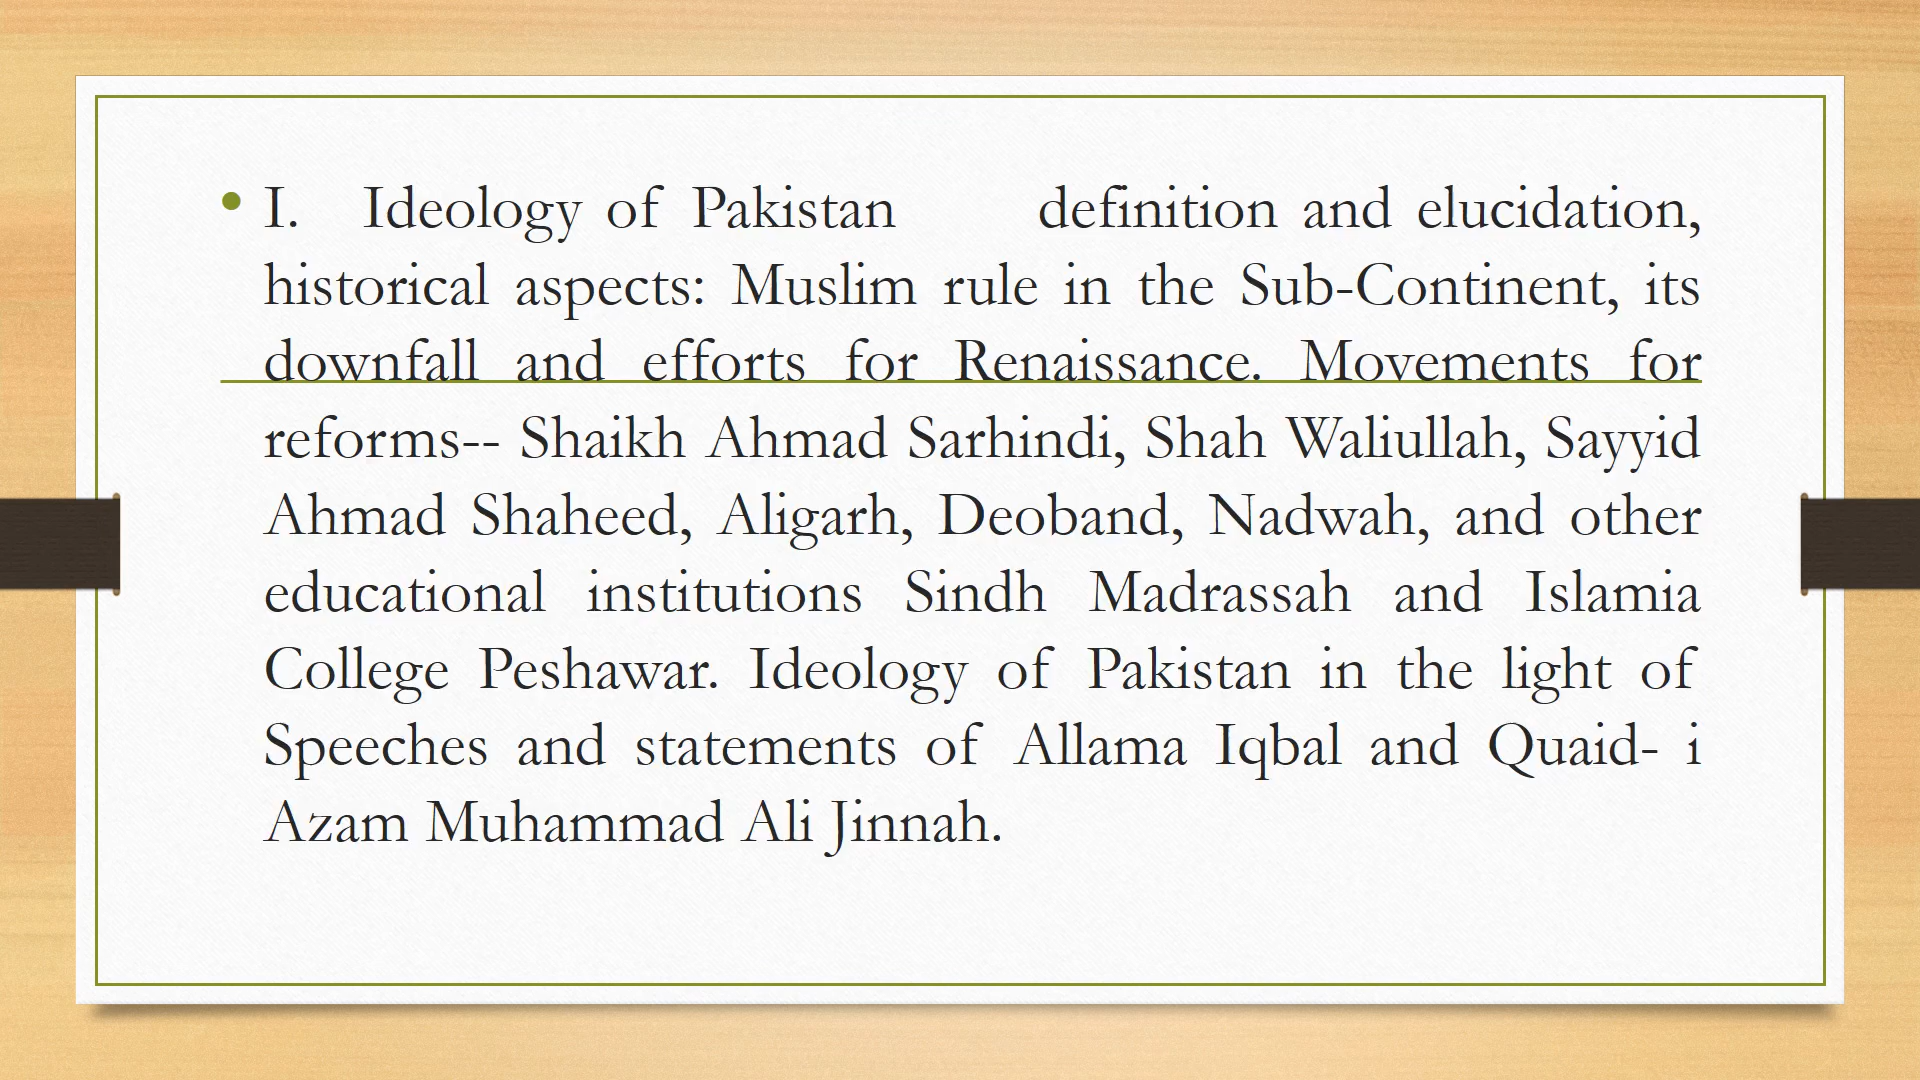 • I. Ideology of Pakistan definition and elucidation,
historical aspects: Muslim rule in the Sub-Continent, its
downfall and efforts for Renaissance. Movements for
reforms-- Shaikh Ahmad Sarhindi, Shah Waliullah, Sayyid
Ahmad Shaheed, Aligarh, Deoband, Nadwah, and other
educational institutions Sindh Madrassah and Islamia
College Peshawar. Ideology of Pakistan in the light of
Speeches and statements of Allama Iqbal and Quaid- i
Azam Muhammad Ali Jinnah.